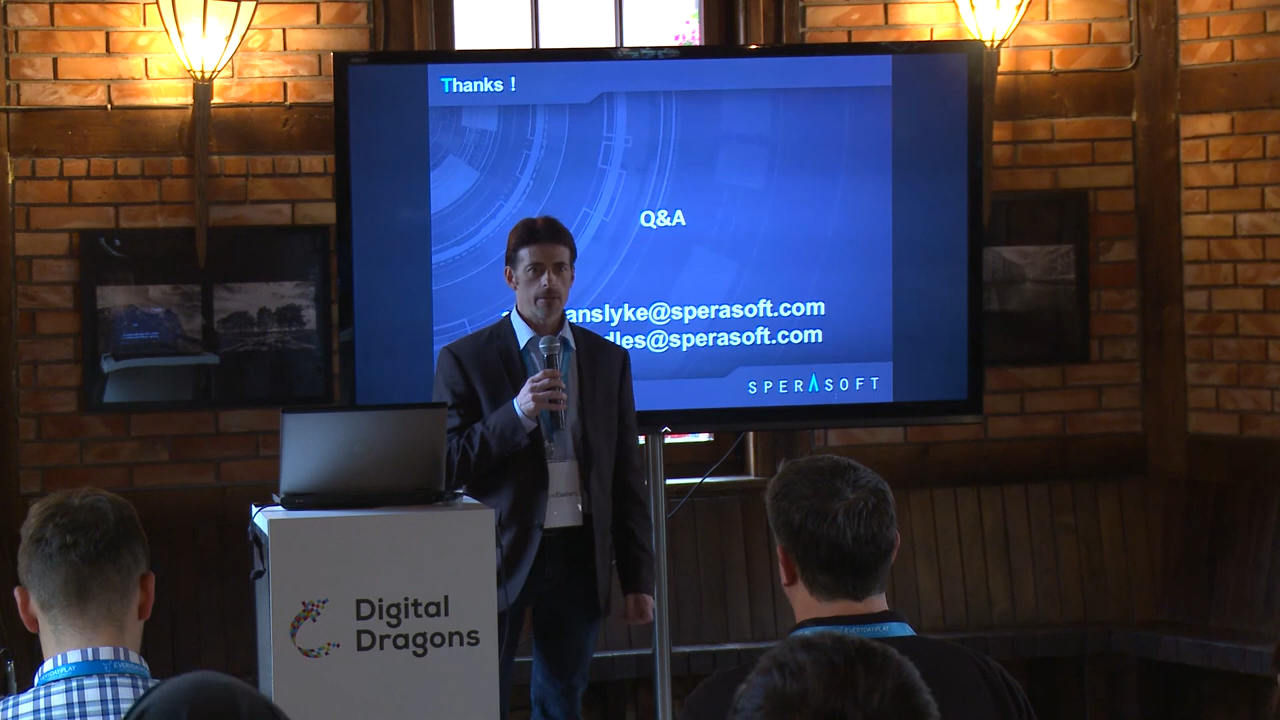 Thanks !
Q&A
anslyke@sperasoft.com
dles@sperasoft.com
SPERASOFT
Digital
Dragons